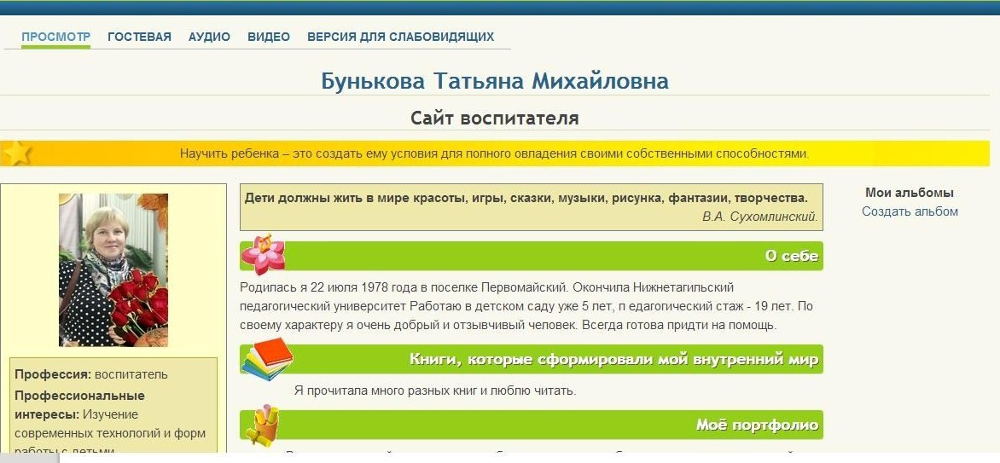 ПРОСМОТР ГОСТЕВАЯ АУДИО ВИДЕО ВЕРСИЯ ДЛЯ СЛАБОВИДЯЩИХ
Бунькова Татьяна Михайловна
Сайт воспитателя
Научить ребенка – это создать ему условия для полного овладения своими собственными способностями.
Профессия: воспитатель
Профессиональные
интересы: Изучение
современных технологий и форм
работы с детьми
Дети должны жить в мире красоты, игры, сказки, музыки, рисунка, фантазии, творчества.
В.А. Сухомлинский.
О себе
Родилась я 22 июля 1978 года в поселке Первомайский. Окончила Нижнетагильский
педагогический университет Работаю в детском саду уже 5 лет, п едагогический стаж - 19 лет. По
своему характеру я очень добрый и отзывчивый человек. Всегда готова придти на помощь.
Книги, которые сформировали мой внутренний мир
Я прочитала много разных книг и люблю читать.
Моё портфолио
Мои альбомы
Создать альбом